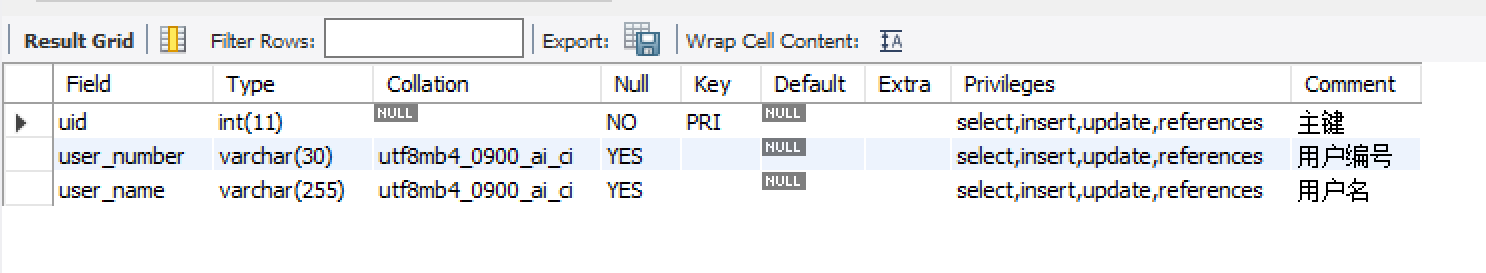 Result Grid Filter Rows: Export: Wrap Cell Content: IA
Field Type Collation Null Key Default Extra Privileges Comment
uid int(11) NULL NO PRI NULL select,insert,update,references 主键
user_number varchar(30) utf8mb4_0900_ai_ci YES NULL select,insert,update,references 用户编号
user_name varchar(255) utf8mb4_0900_ai_ci YES NULL select,insert,update,references 用户名